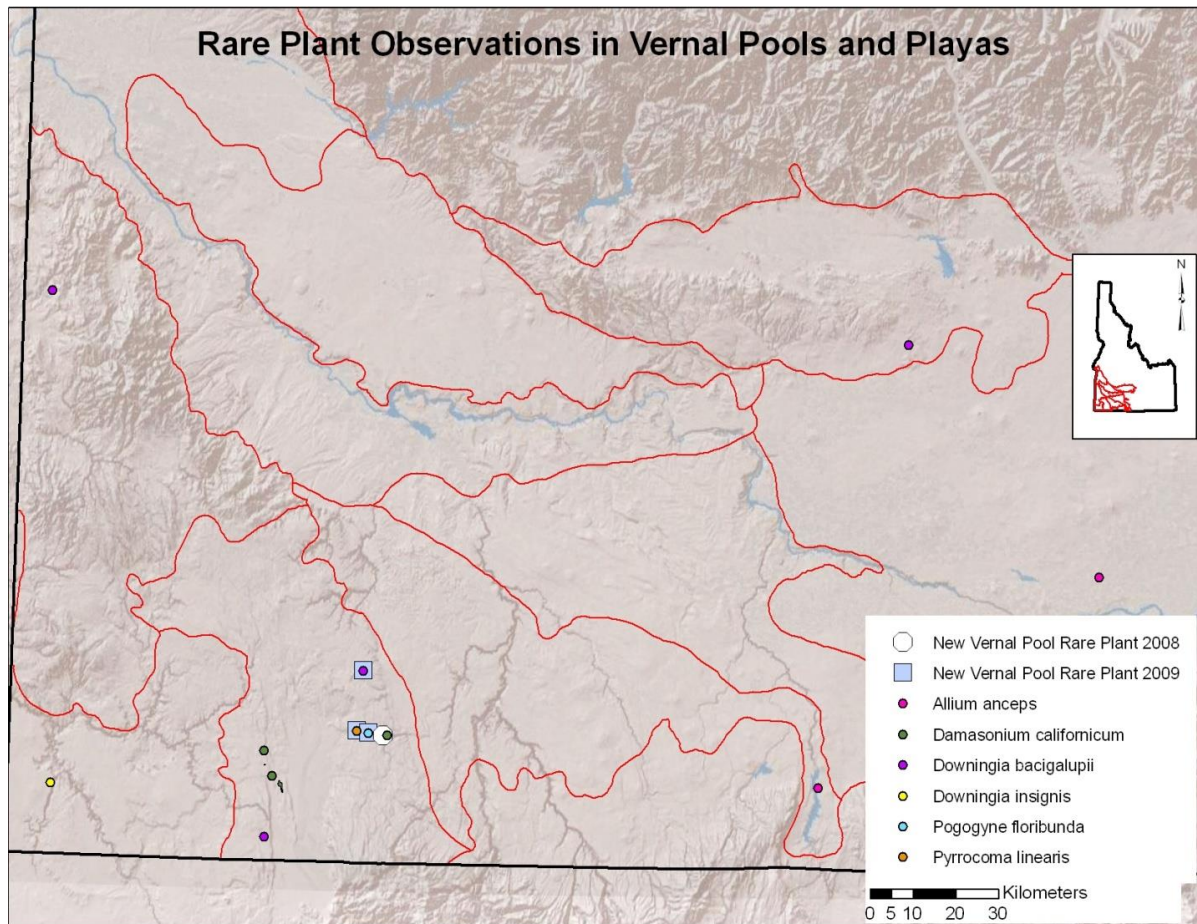 Rare Plant Observations in Vernal Pools and Playas
N
New Vernal Pool Rare Plant 2008
New Vernal Pool Rare Plant 2009
Allium anceps
Damasonium californicum
Downingia bacigalupii
Downingia insignis
Pogogyne floribunda
Pyrrocoma linearis
Kilometers
0 5 10 20 30